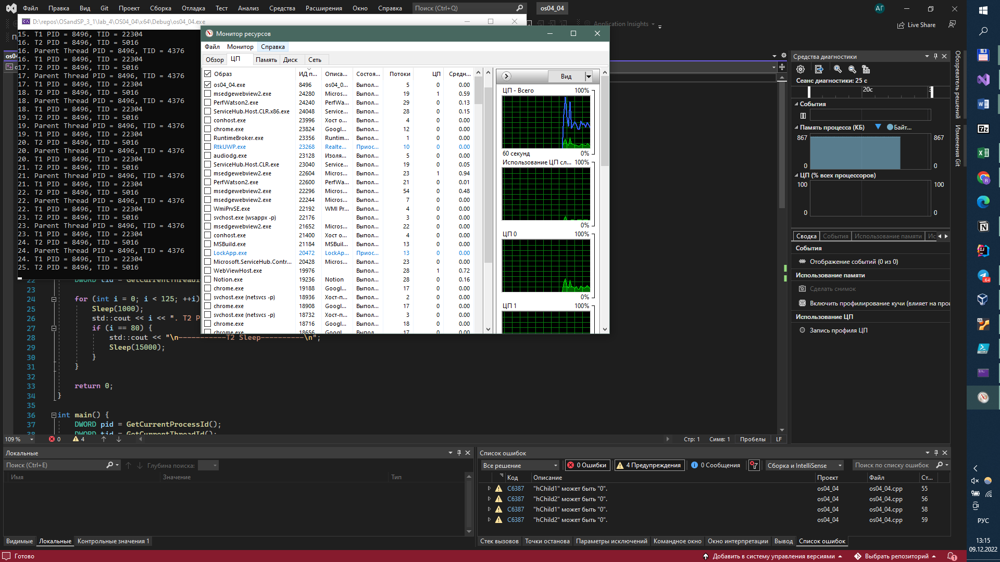 Файл Правка Вид Git Проект Сборка Отладка Тест Анализ Средства Расширения Окно Справка Поиск (Ctrl+Q) os04_04 АГ
D:\repos\OSandSP_3_1\lab_4\OS04_04\x64\Debug\os04_04.exe
Application Insights
Live Share
15. T1 PID = 8496, TID = 22304
16. T2 PID = 8496, TID = 5016
16. Parent Thread PID = 8496, TID = 4376
16. T1 PID = 8496, TID = 22304
17. T2 PID = 8496, TID = 5016
17. Parent Thread PID = 8496, TID = 4376
17. T1 PID = 8496, TID = 22304
18. T2 PID = 8496, TID = 5016
18. Parent Thread PID = 8496, TID = 4376
18. T1 PID = 8496, TID = 22304
19. T2 PID = 8496, TID = 5016
19. Parent Thread PID = 8496, TID = 4376
19. T1 PID = 8496, TID = 22304
20. T2 PID = 8496, TID = 5016
20. Parent Thread PID = 8496, TID = 4376
20. T1 PID = 8496, TID = 22304
21. T2 PID = 8496, TID = 5016
21. Parent Thread PID = 8496, TID = 4376
21. T1 PID = 8496, TID = 22304
22. T2 PID = 8496, TID = 5016
22. Parent Thread PID = 8496, TID = 4376
22. T1 PID = 8496, TID = 22304
23. T2 PID = 8496, TID = 5016
23. Parent Thread PID = 8496, TID = 4376
23. T1 PID = 8496, TID = 22304
24. T2 PID = 8496, TID = 5016
24. Parent Thread PID = 8496, TID = 4376
24. T1 PID = 8496, TID = 22304
25. T2 PID = 8496, TID = 5016
Монитор ресурсов
Файл Монитор Справка
Обзор ЦП Память Диск Сеть
Образ ИД п... Описа... Состоя... Потоки ЦП Средн...
os04_04.exe 8496 os04_0... Выпол... 5 0 0.00
msedgewebview2.exe 24280 Micros... Выпол... 19 1 0.59
PerfWatson2.exe 24240 PerfWa... Выпол... 29 0 0.13
ServiceHub.Host.CLR.x86.exe 24048 Service... Выпол... 28 0 0.15
conhost.exe 23996 Хост о... Выпол... 4 0 0.00
chrome.exe 23824 Googl... Выпол... 12 0 0.00
RuntimeBroker.exe 23356 Runtim... Выпол... 1 0 0.00
RtkUWP.exe 23268 Realte... Приос... 10 0 0.00
audiodg.exe 23128 Изоля... Выпол... 5 0 0.00
ServiceHub.Host.CLR.exe 23040 Service... Выпол... 19 0 0.05
msedgewebview2.exe 22604 Micros... Выпол... 23 1 0.94
PerfWatson2.exe 22600 PerfWa... Выпол... 21 0 0.01
msedgewebview2.exe 22296 Micros... Выпол... 54 0 0.48
msedgewebview2.exe 22244 Micros... Выпол... 7 0 0.00
WmiPrvSE.exe 22192 WMI Pr... Выпол... 4 0 0.00
svchost.exe (wsappx -p) 22176 Выпол... 3 0 0.00
msedgewebview2.exe 21652 Micros... Выпол... 22 0 0.00
conhost.exe 21400 Хост о... Выпол... 4 0 0.00
MSBuild.exe 21184 MSBuil... Выпол... 13 0 0.00
LockApp.exe 20472 LockAp... Приос... 13 0 0.00
Microsoft.ServiceHub.Contr... 20428 Micros... Выпол... 23 0 0.00
WebViewHost.exe 19976 Выпол... 28 1 0.72
Notion.exe 19236 Notion Выпол... 28 0 0.16
chrome.exe 19188 Googl... Выпол... 17 0 0.00
svchost.exe (netsvcs -p) 18936 Хост-п... Выпол... 2 0 0.00
chrome.exe 18908 Googl... Выпол... 17 0 0.00
svchost.exe (netsvcs -p) 18732 Хост-п... Выпол... 3 0 0.00
chrome.exe 18716 Googl... Выпол... 18 0 0.00
chrome.exe 18656 Googl... Выпол... 17 0 0.00
Вид
ЦП - Всего 100%
60 секунд 0%
Использование ЦП сл... 100%
0%
ЦП 0 100%
0%
ЦП 1 100%
Средства диагностики
Сеанс диагностики: 25 с
20с
События
Память процесса (КБ) Байт...
867 867
0 0
ЦП (% всех процессоров)
100 100
0 0
Сводка События Использование памяти Ис
События
Отображение событий (0 из 0)
Использование памяти
Сделать снимок
Включить профилирование кучи (влияет на прои
Использование ЦП
Запись профиля ЦП
Обозреватель решений
Изменения Git
22 DWORD tid = GetCurrentThreadI
23
24 for (int i = 0; i < 125; ++i)
25 Sleep(1000);
26 std::cout << i << ". T2 P
27 if (i == 80) {
28 std::cout << "\n-----------T2 Sleep----------\n";
29 Sleep(15000);
30 }
31 }
32
33 return 0;
34 }
35
36 int main() {
37 DWORD pid = GetCurrentProcessId();
38 DWORD tid = GetCurrentThreadId();
109 % 0 4 Стр: 1 Симв: 1 Пробелы LF
Локальные
Поиск (Ctrl+E) Глубина поиска:
Имя Значение Тип
Видимые Локальные Контрольные значения 1
Список ошибок
Все решение 0 Ошибки 4 Предупреждения 0 Сообщения Сборка и IntelliSense Поиск по списку ошибок
Код Описание Проект Файл Ст...
C6387 "hChild1" может быть "0". os04_04 os04_04.cpp 55
C6387 "hChild2" может быть "0". os04_04 os04_04.cpp 56
C6387 "hChild1" может быть "0". os04_04 os04_04.cpp 58
C6387 "hChild2" может быть "0". os04_04 os04_04.cpp 59
Стек вызовов Точки останова Параметры исключений Командное окно Окно интерпретации Вывод Список ошибок
Готово Добавить в систему управления версиями Выбрать репозиторий 1
РУС
13:15
09.12.2022